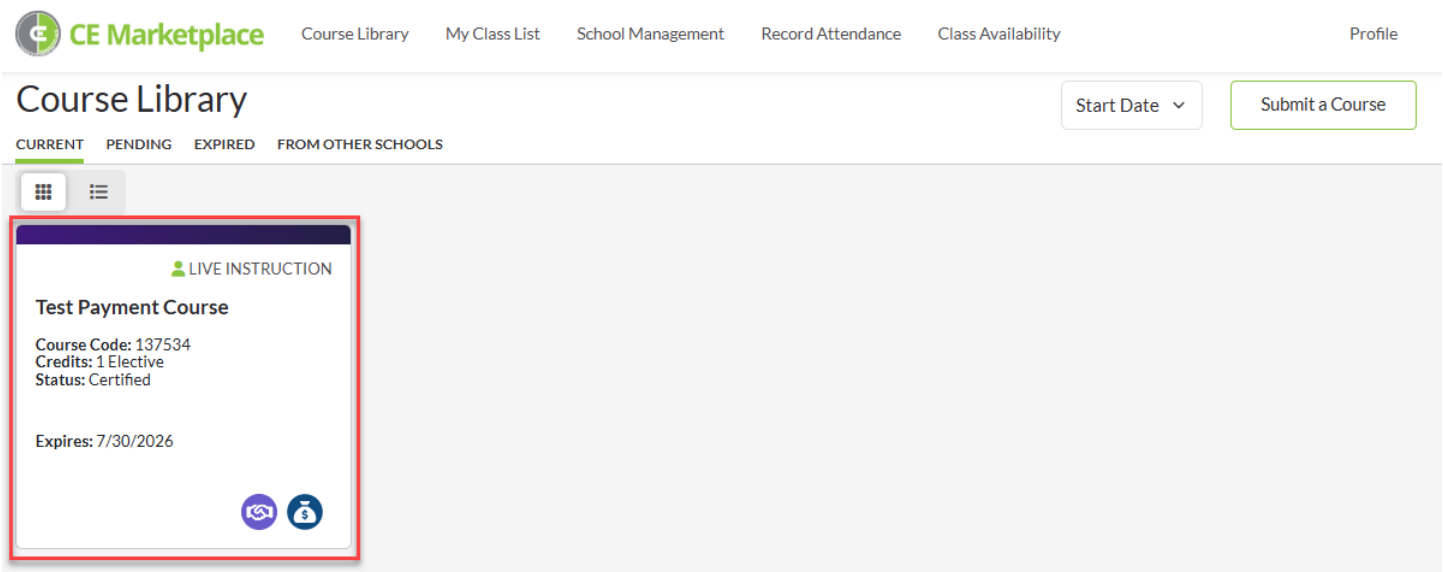 CE Marketplace Course Library My Class List School Management Record Attendance Class Availability Profile
Course Library Start Date Submit a Course
CURRENT PENDING EXPIRED FROM OTHER SCHOOLS
LIVE INSTRUCTION
Test Payment Course
Course Code: 137534
Credits: 1 Elective
Status: Certified
Expires: 7/30/2026
$